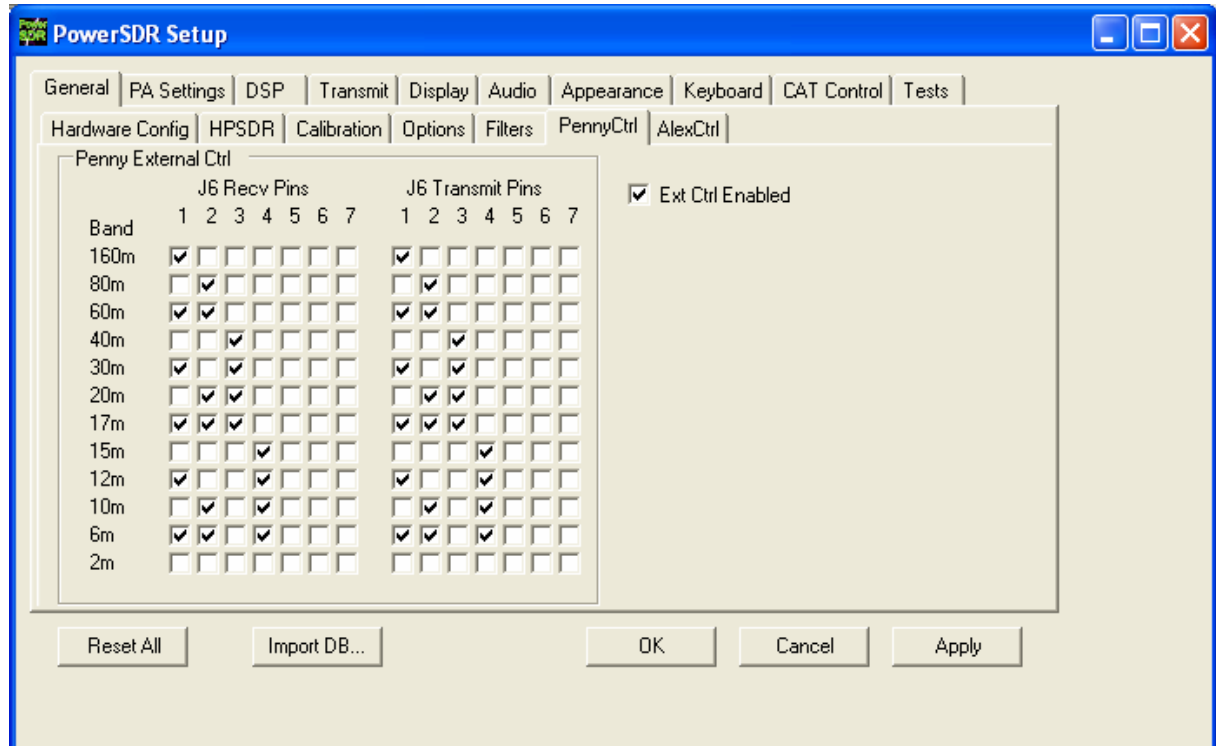 PowerSDR Setup
General PA Settings DSP Transmit Display Audio Appearance Keyboard CAT Control Tests
Hardware Config HPSDR Calibration Options Filters PennyCtrl AlexCtrl
Penny External Ctrl
J6 Recv Pins J6 Transmit Pins
Ext Ctrl Enabled
Band 1 2 3 4 5 6 7 1 2 3 4 5 6 7
160m
80m
60m
40m
30m
20m
17m
15m
12m
10m
6m
2m
Reset All Import DB... OK Cancel Apply